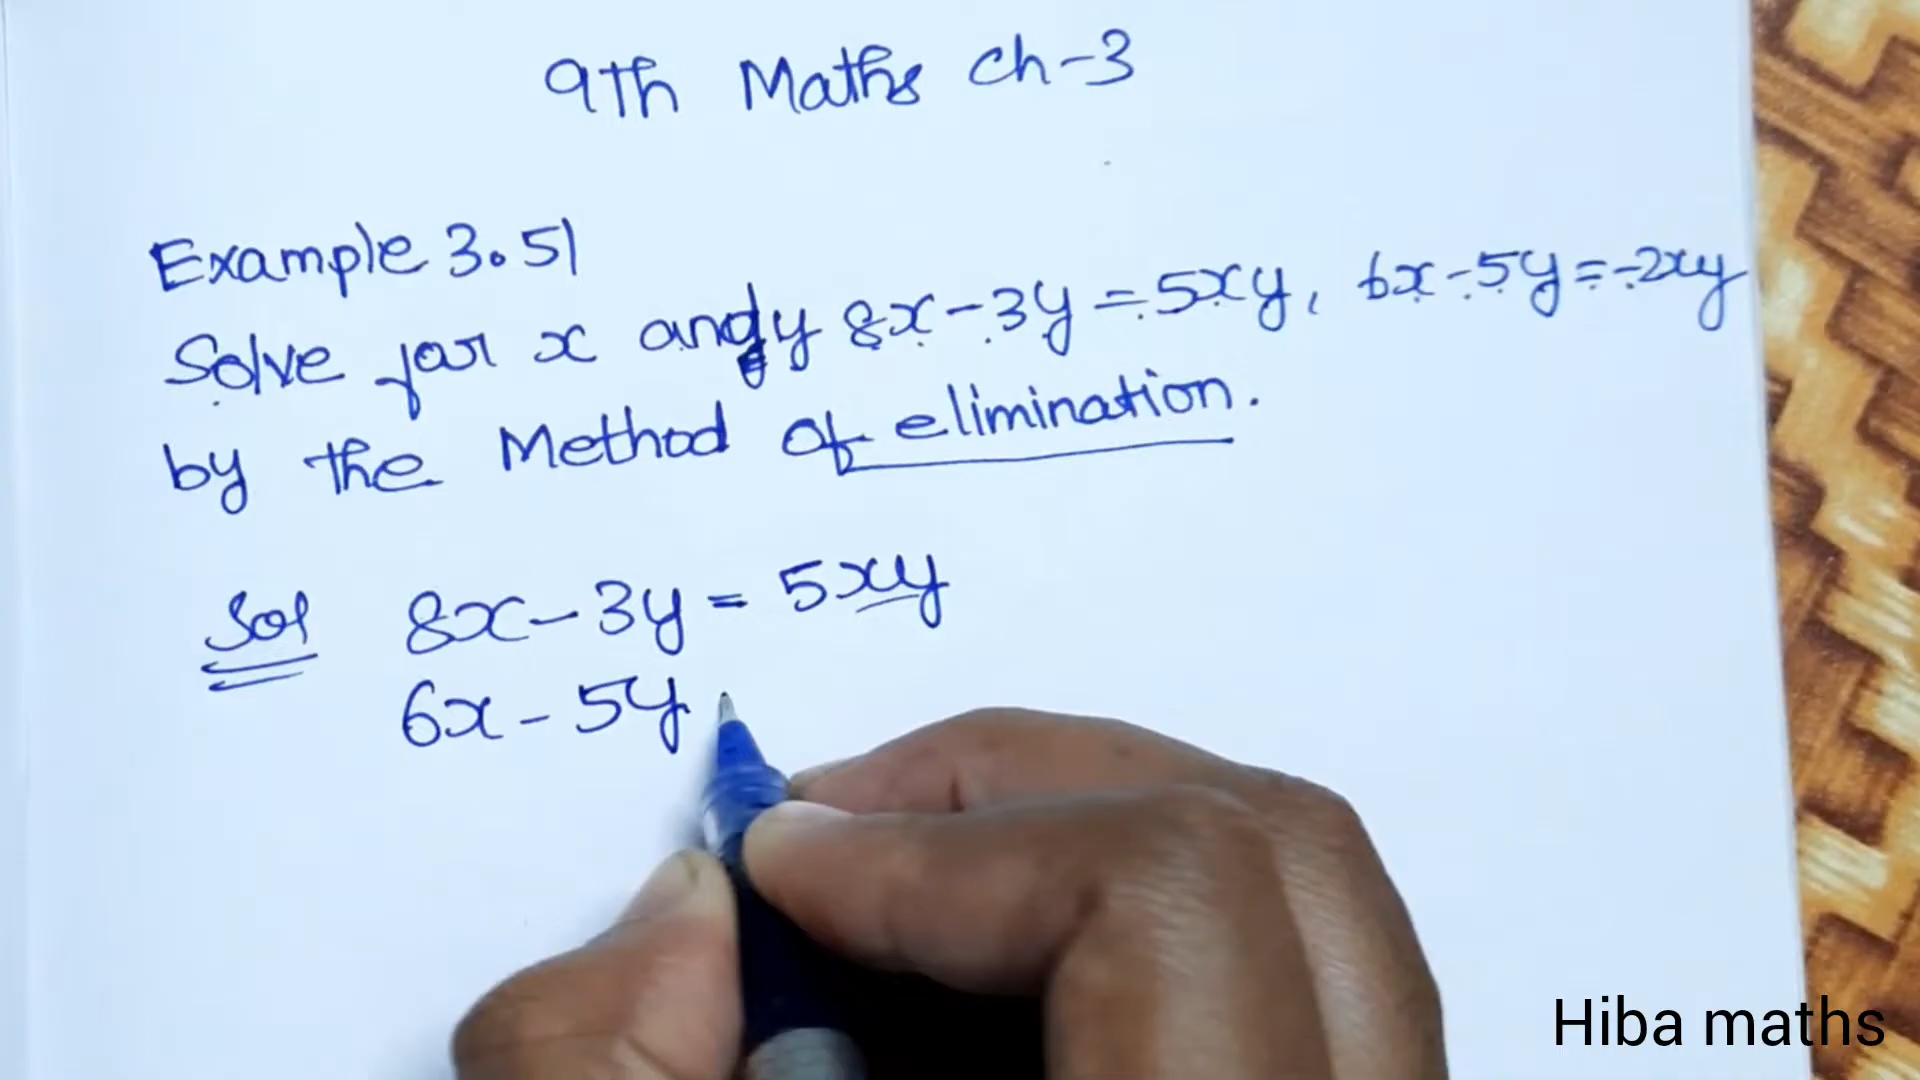 9th Maths Ch-3
Example 3.51
Solve for x and y 8x - 3y = 5xy, 6x - 5y = -2xy
by the Method of elimination.
Sol 8x - 3y = 5xy
6x - 5y
Hiba maths